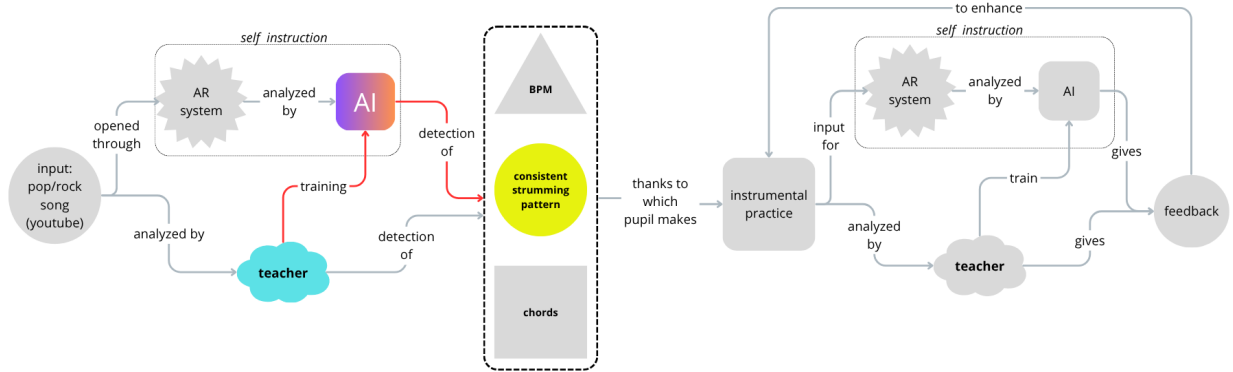 to enhance
self instruction
AR
system
analyzed
by
AI
opened
through
input:
pop/rock
song
(youtube)
training
analyzed by
teacher
detection
of
detection
of
BPM
consistent
strumming
pattern
chords
thanks to
which
pupil makes
instrumental
practice
self instruction
AR
system
analyzed
by
AI
input
for
gives
train
analyzed
by
teacher
gives
feedback